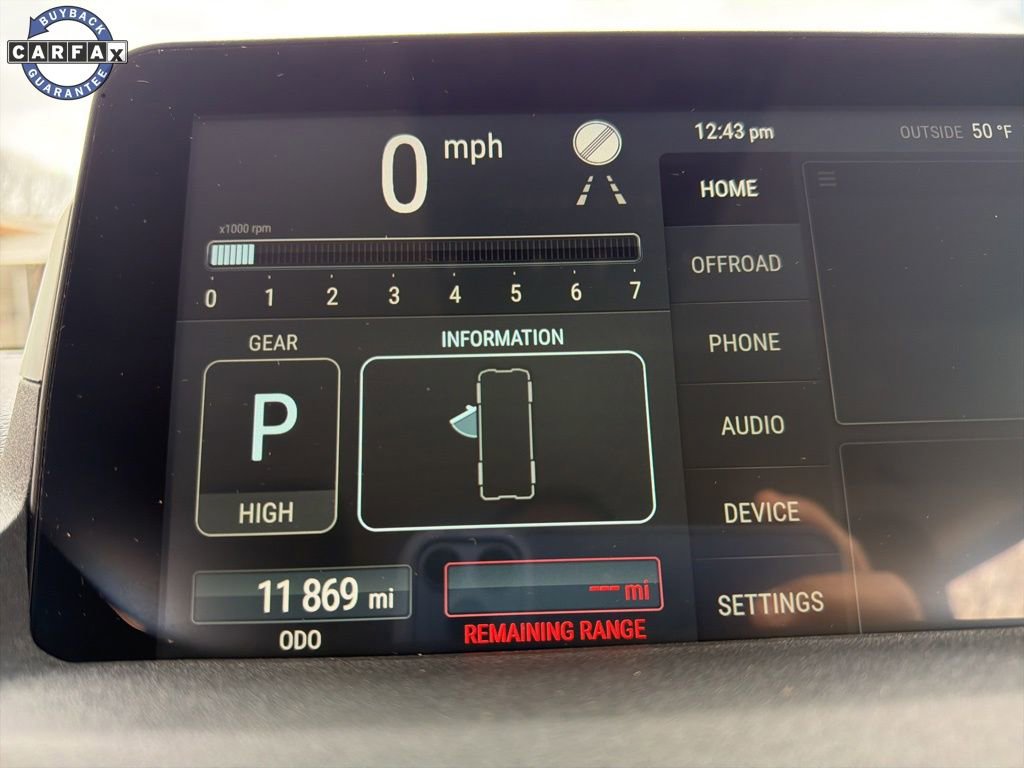 BUYBACK
CARFAX
GUARANTEE
0 mph
12:43 pm
OUTSIDE 50 °F
x1000 rpm
0 1 2 3 4 5 6 7
HOME
OFFROAD
PHONE
AUDIO
DEVICE
SETTINGS
GEAR
P
HIGH
INFORMATION
11 869 mi
ODO
--- mi
REMAINING RANGE